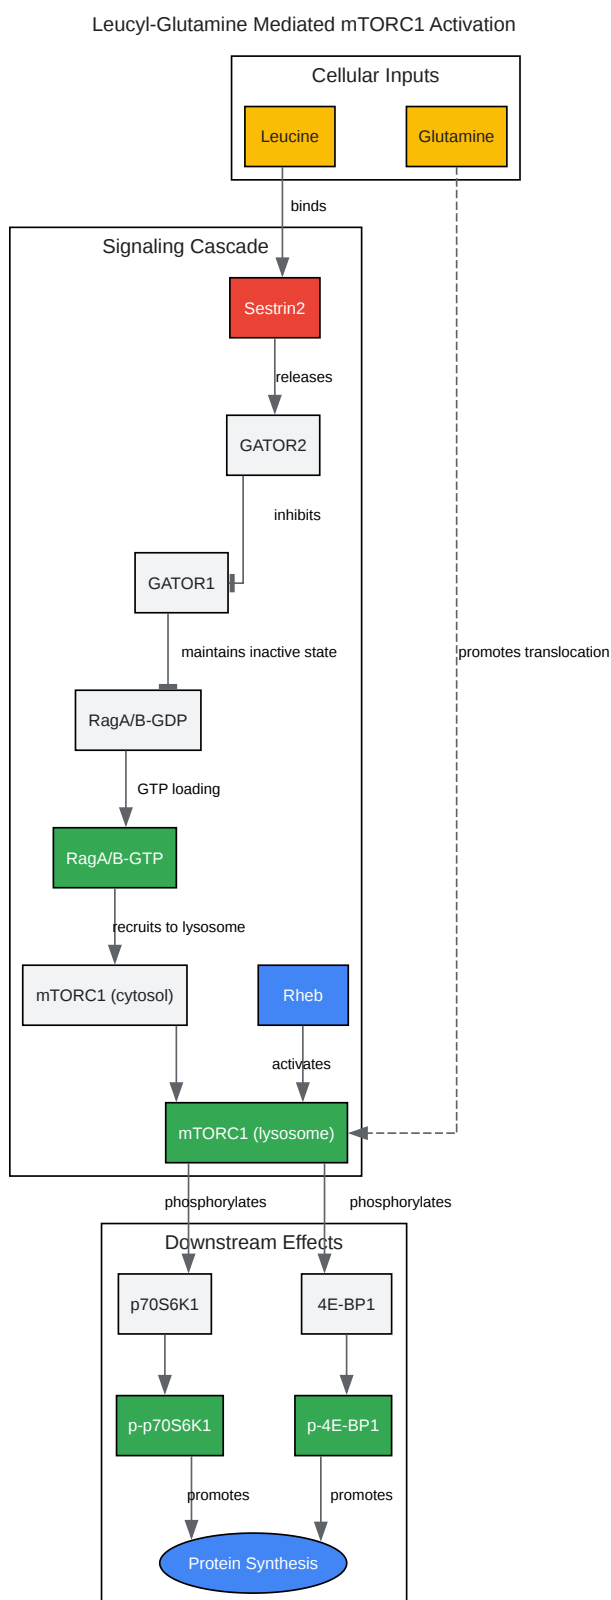 Leucyl-Glutamine Mediated mTORC1 Activation
Cellular Inputs
Leucine
Glutamine
binds
Signaling Cascade
Sestrin2
releases
GATOR2
inhibits
GATOR1
maintains inactive state
promotes translocation
RagA/B-GDP
GTP loading
RagA/B-GTP
recruits to lysosome
mTORC1 (cytosol)
Rheb
activates
mTORC1 (lysosome)
phosphorylates
phosphorylates
Downstream Effects
p70S6K1
4E-BP1
p-p70S6K1
p-4E-BP1
promotes
promotes
Protein Synthesis